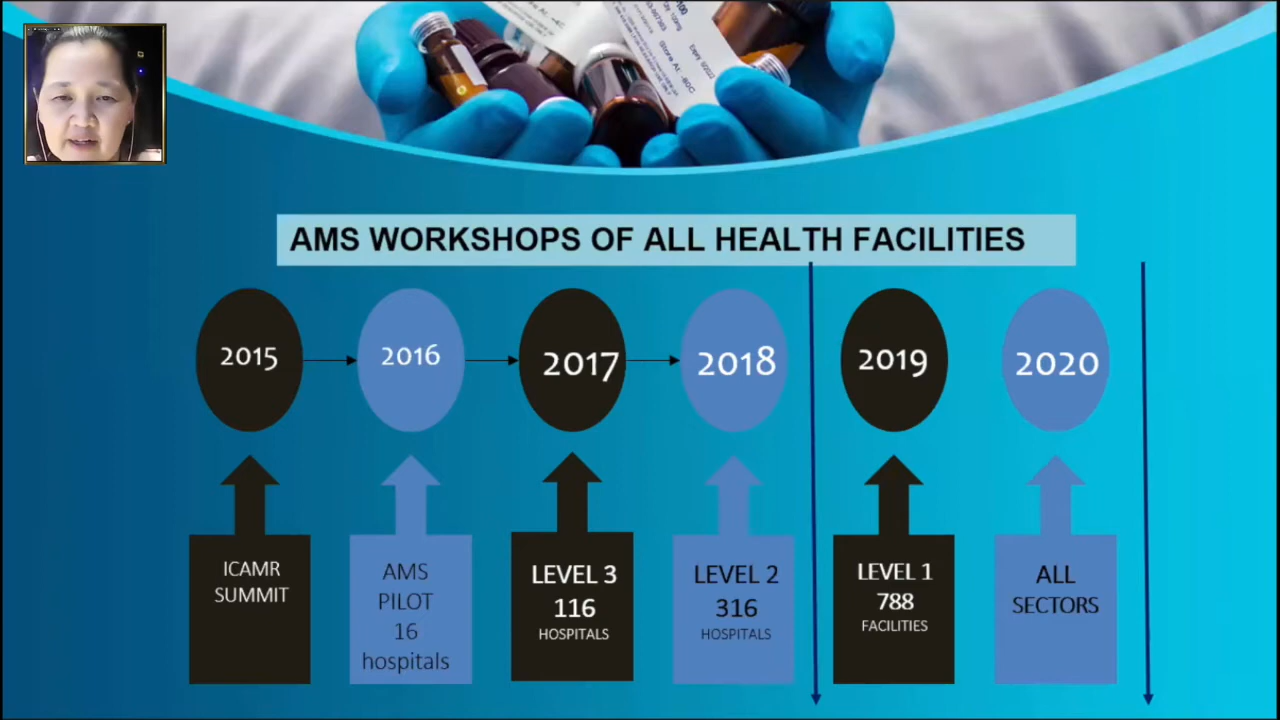 AMS WORKSHOPS OF ALL HEALTH FACILITIES
2015
2016
2017
2018
2019
2020
ICAMR
SUMMIT
AMS
PILOT
16
hospitals
LEVEL 3
116
HOSPITALS
LEVEL 2
316
HOSPITALS
LEVEL 1
788
FACILITIES
ALL
SECTORS